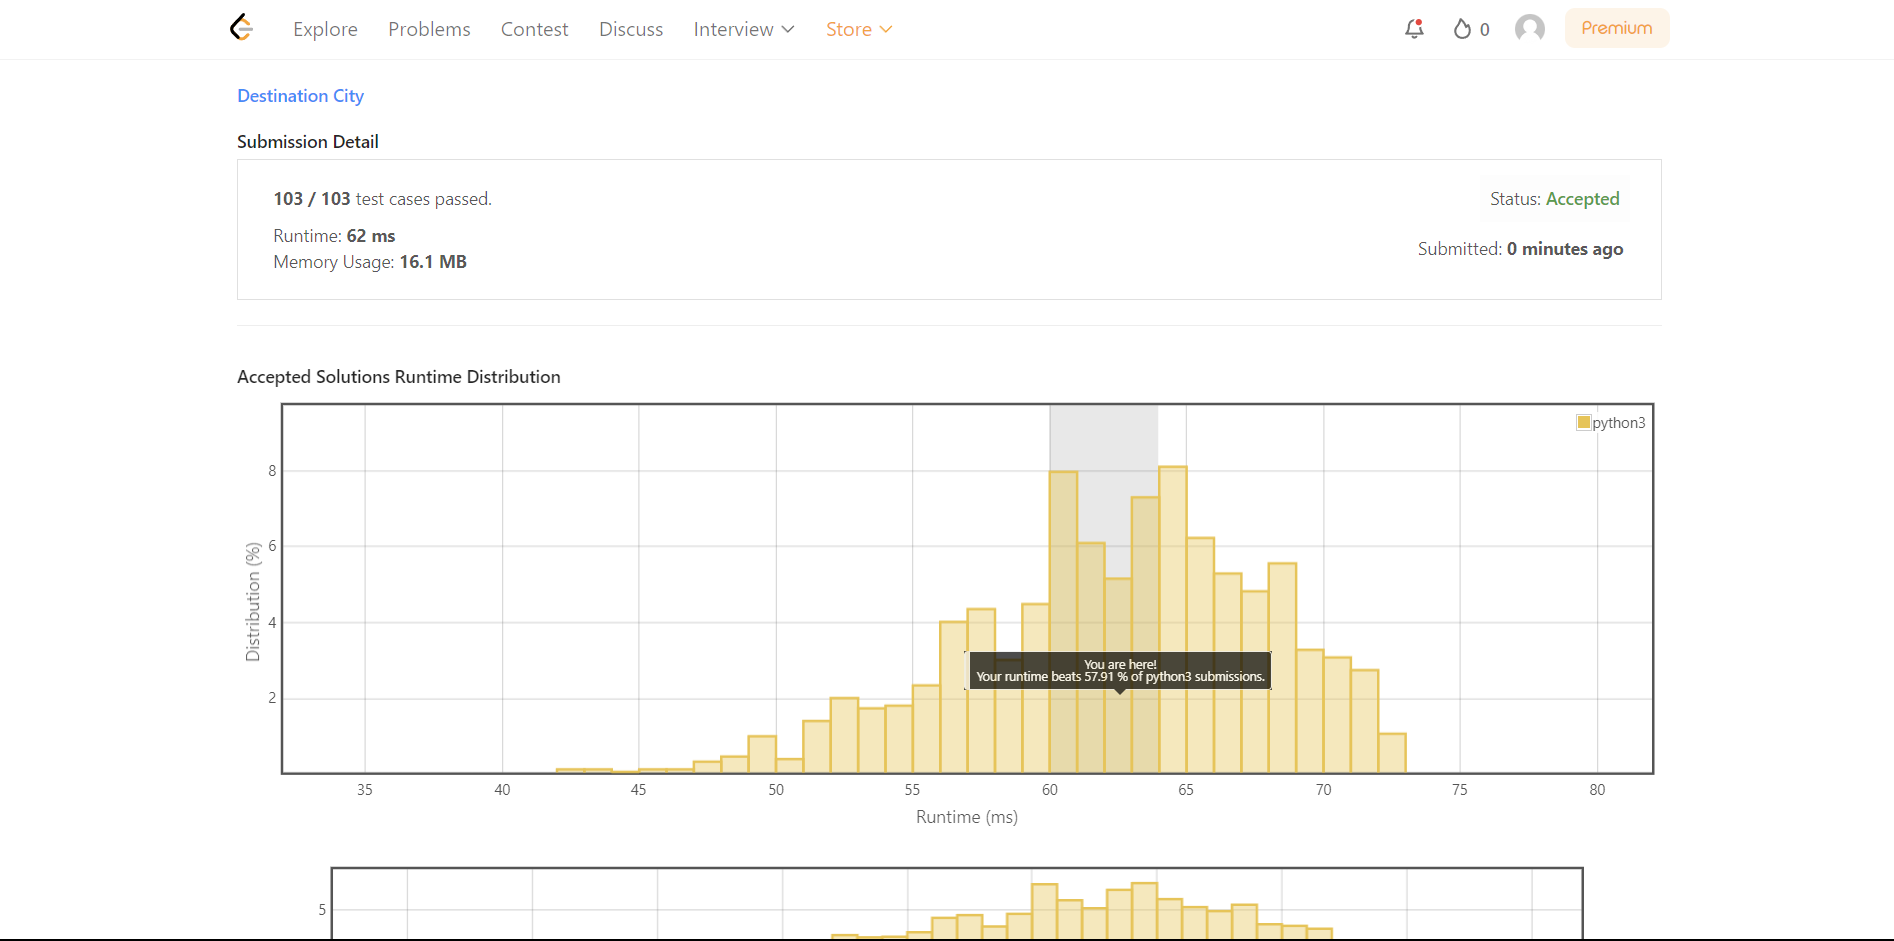 Explore Problems Contest Discuss Interview Store 0 Premium
Destination City
Submission Detail
103 / 103 test cases passed.
Status: Accepted
Runtime: 62 ms
Submitted: 0 minutes ago
Memory Usage: 16.1 MB
Accepted Solutions Runtime Distribution
python3
8
6
4
2
Distribution (%)
You are here!
Your runtime beats 57.91 % of python3 submissions.
35 40 45 50 55 60 65 70 75 80
Runtime (ms)
5